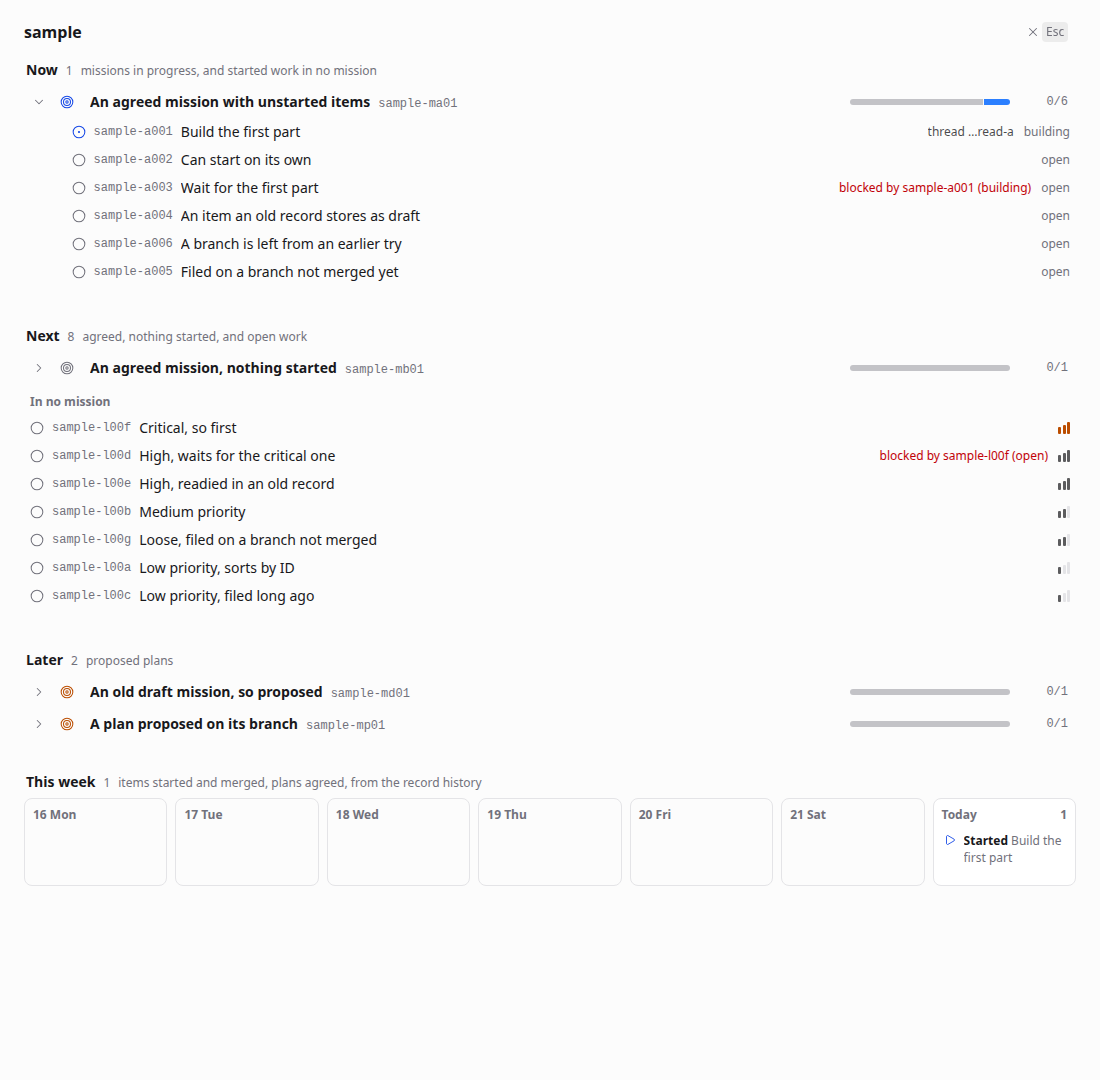 sample Esc
Now 1 missions in progress, and started work in no mission
An agreed mission with unstarted items sample-ma01 0/6
sample-a001 Build the first part thread ...read-a building
sample-a002 Can start on its own open
sample-a003 Wait for the first part blocked by sample-a001 (building) open
sample-a004 An item an old record stores as draft open
sample-a006 A branch is left from an earlier try open
sample-a005 Filed on a branch not merged yet open
Next 8 agreed, nothing started, and open work
An agreed mission, nothing started sample-mb01 0/1
In no mission
sample-l00f Critical, so first
sample-l00d High, waits for the critical one blocked by sample-l00f (open)
sample-l00e High, readied in an old record
sample-l00b Medium priority
sample-l00g Loose, filed on a branch not merged
sample-l00a Low priority, sorts by ID
sample-l00c Low priority, filed long ago
Later 2 proposed plans
An old draft mission, so proposed sample-md01 0/1
A plan proposed on its branch sample-mp01 0/1
This week 1 items started and merged, plans agreed, from the record history
16 Mon 17 Tue 18 Wed 19 Thu 20 Fri 21 Sat Today 1
Started Build the
first part